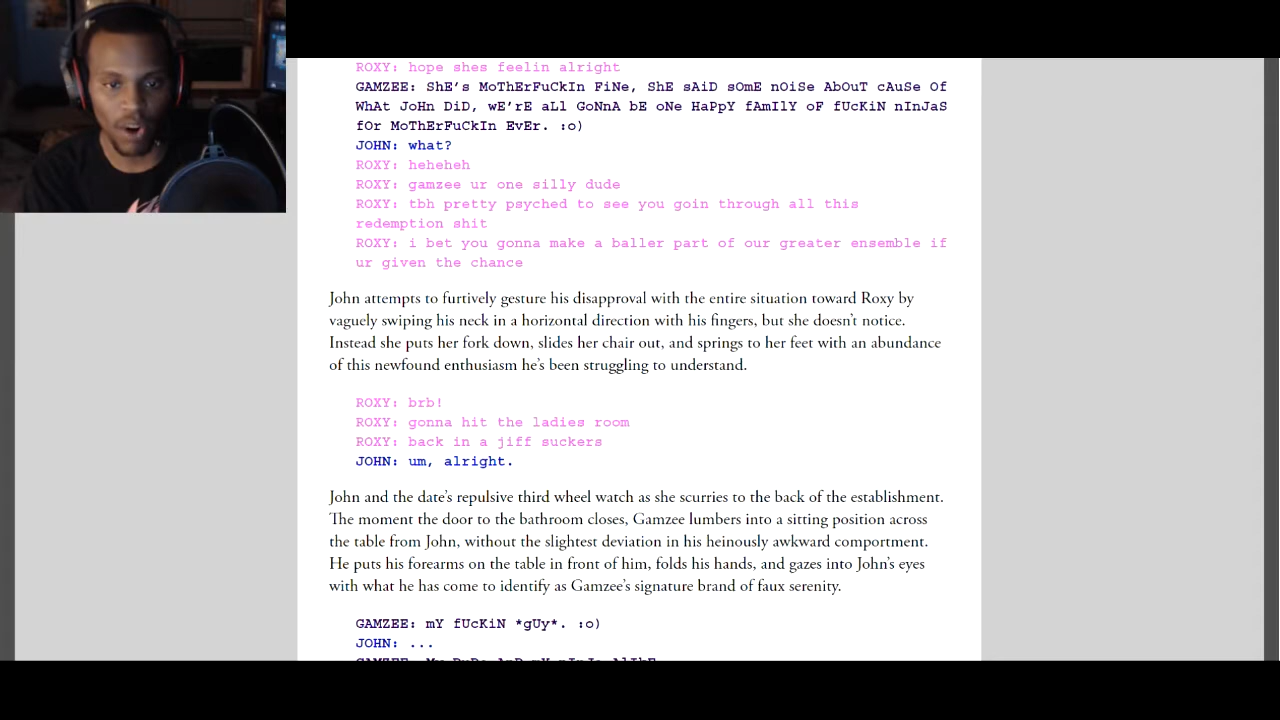 ROXY: hope shes feelin alright
GAMZEE: ShE's MoThErFuCkIn FiNe, ShE sAiD sOmE nOiSe AbOuT cAuSe Of
WhAt JoHn DiD, wE'rE aLl GoNnA bE oNe HaPpY fAmIlY oF fUcKiN nInJaS
fOr MoThErFuCkIn EvEr. :o)
JOHN: what?
ROXY: heheheh
ROXY: gamzee ur one silly dude
ROXY: tbh pretty psyched to see you goin through all this
redemption shit
ROXY: i bet you gonna make a baller part of our greater ensemble if
ur given the chance
John attempts to furtively gesture his disapproval with the entire situation toward Roxy by
vaguely swiping his neck in a horizontal direction with his fingers, but she doesn't notice.
Instead she puts her fork down, slides her chair out, and springs to her feet with an abundance
of this newfound enthusiasm he's been struggling to understand.
ROXY: brb!
ROXY: gonna hit the ladies room
ROXY: back in a jiff suckers
JOHN: um, alright.
John and the date's repulsive third wheel watch as she scurries to the back of the establishment.
The moment the door to the bathroom closes, Gamzee lumbers into a sitting position across
the table from John, without the slightest deviation in his heinously awkward comportment.
He puts his forearms on the table in front of him, folds his hands, and gazes into John's eyes
with what he has come to identify as Gamzee's signature brand of faux serenity.
GAMZEE: mY fUcKiN *gUy*. :o)
JOHN: ...